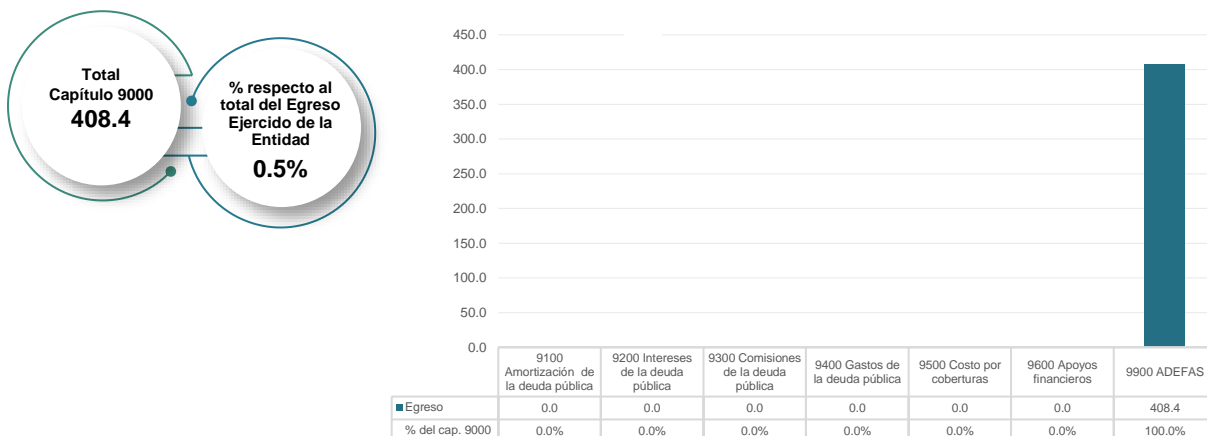 Total
Capítulo 9000
408.4
% respecto al
total del Egreso
Ejercido de la
Entidad
0.5%
450.0
400.0
350.0
300.0
250.0
200.0
150.0
100.0
50.0
0.0
9100
Amortización de
la deuda pública
9200 Intereses
de la deuda
pública
9300 Comisiones
de la deuda
pública
9400 Gastos de
la deuda pública
9500 Costo por
coberturas
9600 Apoyos
financieros
9900 ADEFAS
Egreso 0.0 0.0 0.0 0.0 0.0 0.0 408.4
% del cap. 9000 0.0% 0.0% 0.0% 0.0% 0.0% 0.0% 100.0%